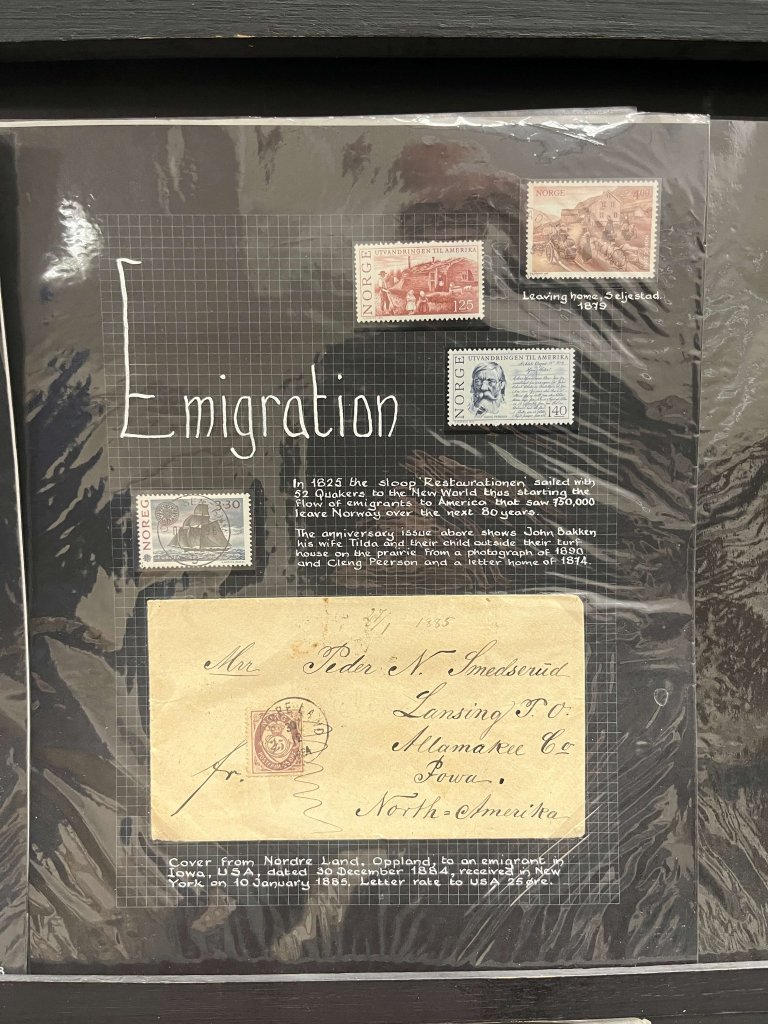 NORGE 4.00
UTVANDRINGEN TIL AMERIKA
NORGE
1.25
Leaving home, Seljestad.
1879
UTVANDRINGEN TIL AMERIKA
NORGE
1.40
Emigration
In 1825 the sloop 'Restaurationen' sailed with
52 Quakers to the New World thus starting the
flow of emigrants to America that saw 750,000
leave Norway over the next 80 years.
The anniversary issue above shows John Bakken
his wife Tilda and their child outside their turf
house on the prairie from a photograph of 1890
and Cleng Peerson and a letter home of 1874.
NOREG
3.30
27/1 1885
Mrr Peder N. Smedserud
Lansing P.O.
Allamakee Co
Iowa.
North=Amerika
fr.
25
Cover from Nordre Land, Oppland, to an emigrant in
Iowa, USA, dated 30 December 1884, received in New
York on 10 January 1885. Letter rate to USA 25 øre.